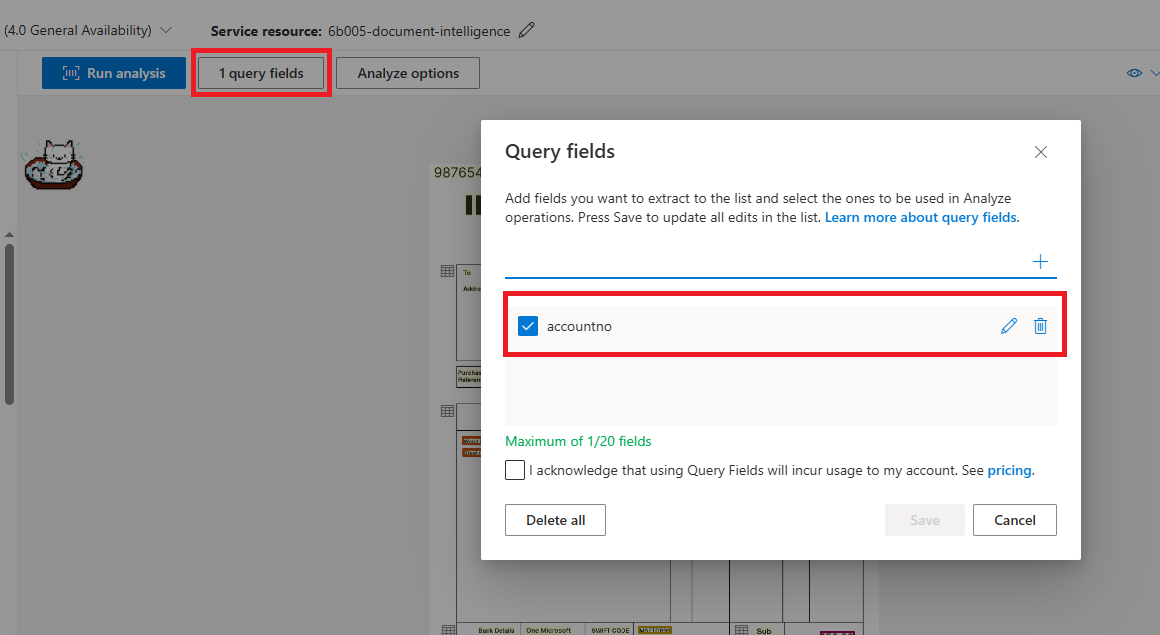 (4.0 General Availability) Service resource: 6b005-document-intelligence
Run analysis 1 query fields Analyze options
Query fields
987654
Add fields you want to extract to the list and select the ones to be used in Analyze
operations. Press Save to update all edits in the list. Learn more about query fields.
To
Addre
accountno
Purchas
Referen
Maximum of 1/20 fields
I acknowledge that using Query Fields will incur usage to my account. See pricing.
Delete all Save Cancel
Bank Details One Microsoft SWIFT CODE Sub